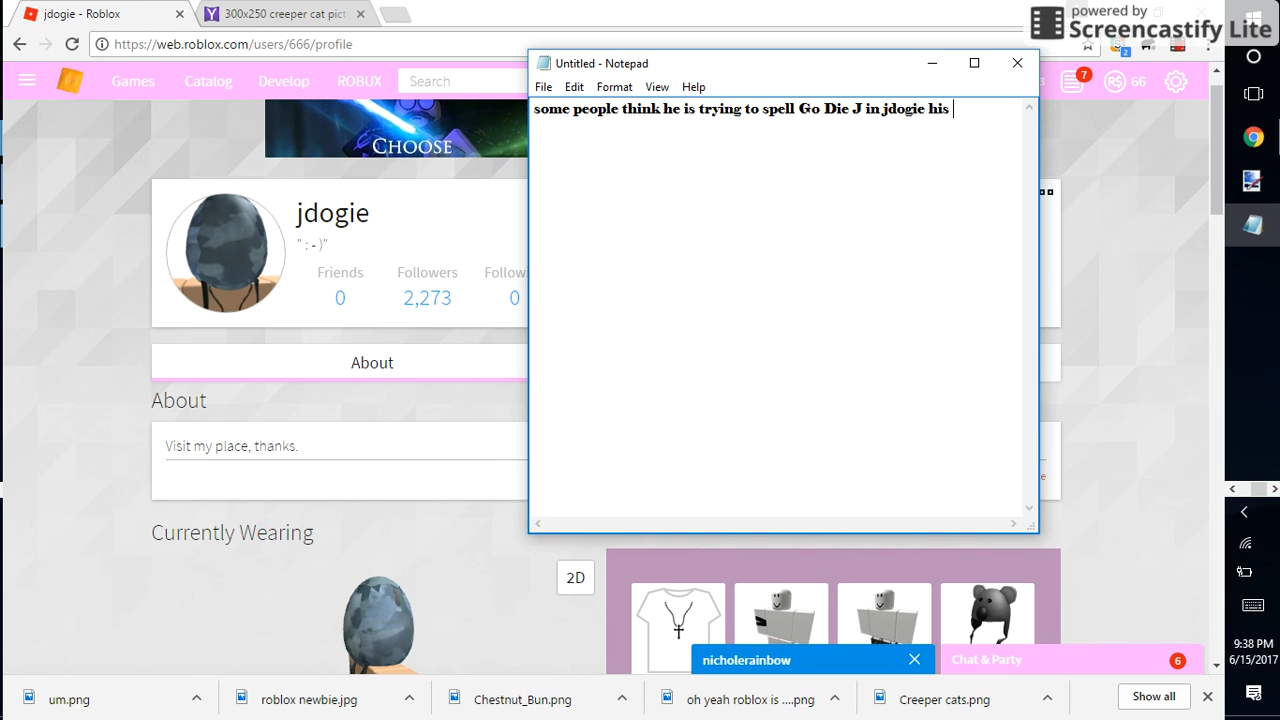 jdogie - Roblox
300x250 creeper cat pict
powered by
Screencastify Lite
https://web.roblox.com/users/666/profile
2
Games
Catalog
Develop
ROBUX
Search
3
7
R$
66
Untitled - Notepad
File
Edit
Format
View
Help
some people think he is trying to spell Go Die J in jdogie his
CHOOSE
jdogie
" : - )"
Friends
Followers
Follow
0
2,273
0
About
About
Visit my place, thanks.
e
Currently Wearing
2D
nicholerainbow
Chat & Party
6
9:38 PM
6/15/2017
um.png
roblox newbie.jpg
Chestnut_Bun.png
oh yeah roblox is ....png
Creeper cats.png
Show all